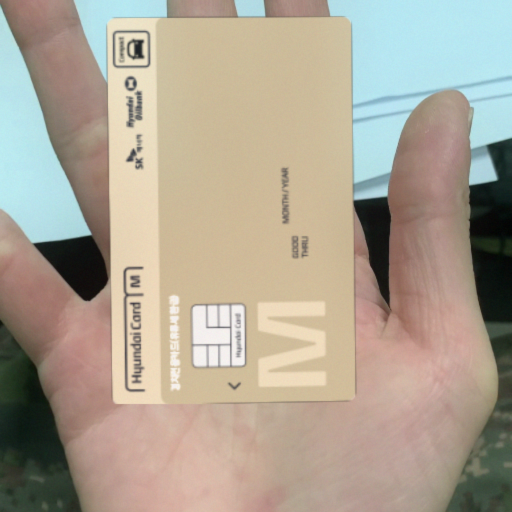 Hyundai Card M
SK 에너지
Hyundai
Oilbank
Compact
Hyundai Card
MONTH / YEAR
GOOD
THRU
M